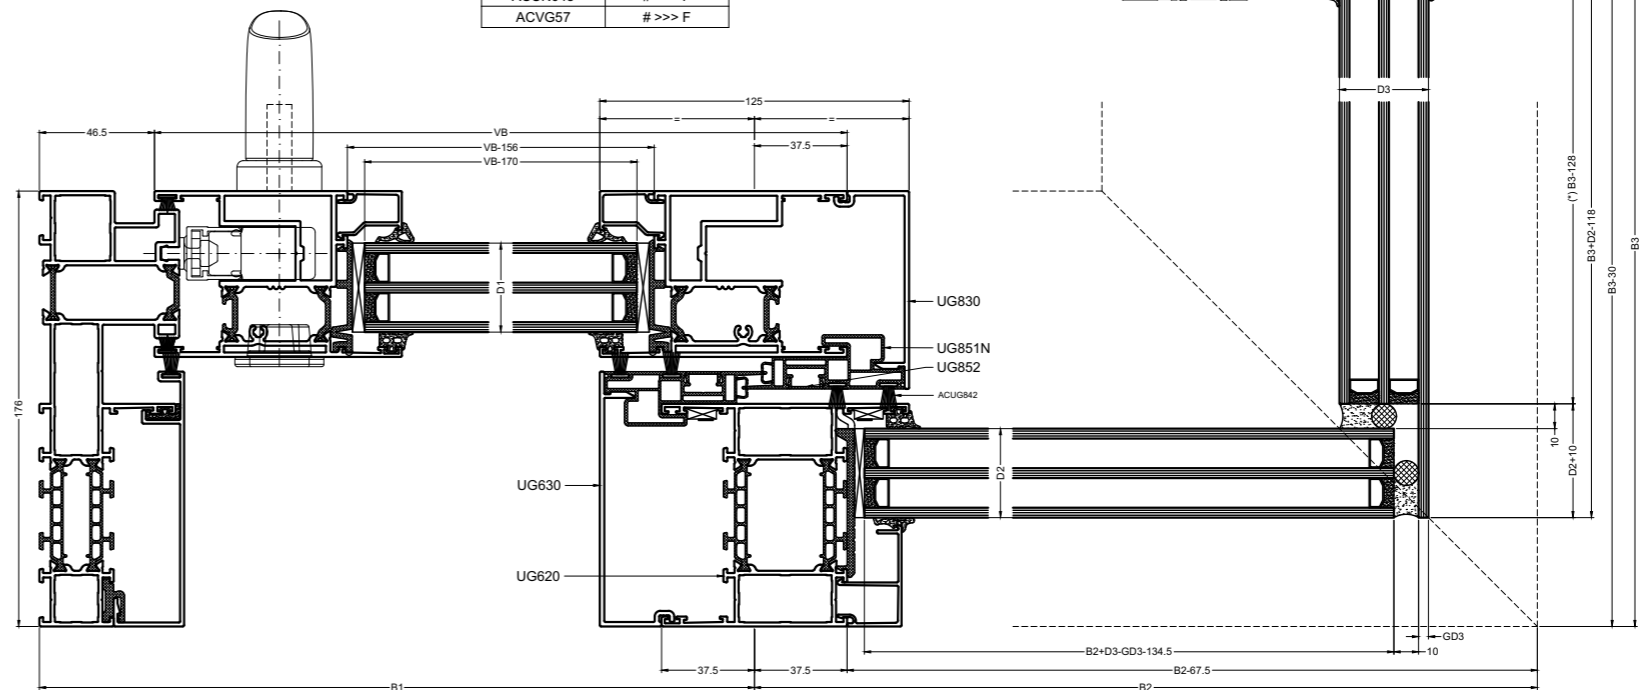 ACVG57 # >>> F
125
= =
46.5
VB
37.5
VB-156
VB-170
D3
(*) B3-128
B3+D2-118
B3-30
B3
176
D1
UG830
UG851N
UG852
ACUG842
10
D2+10
D2
UG630
UG620
GD3
B2+D3-GD3-134.5
10
37.5
37.5
B2-67.5
B1
B2